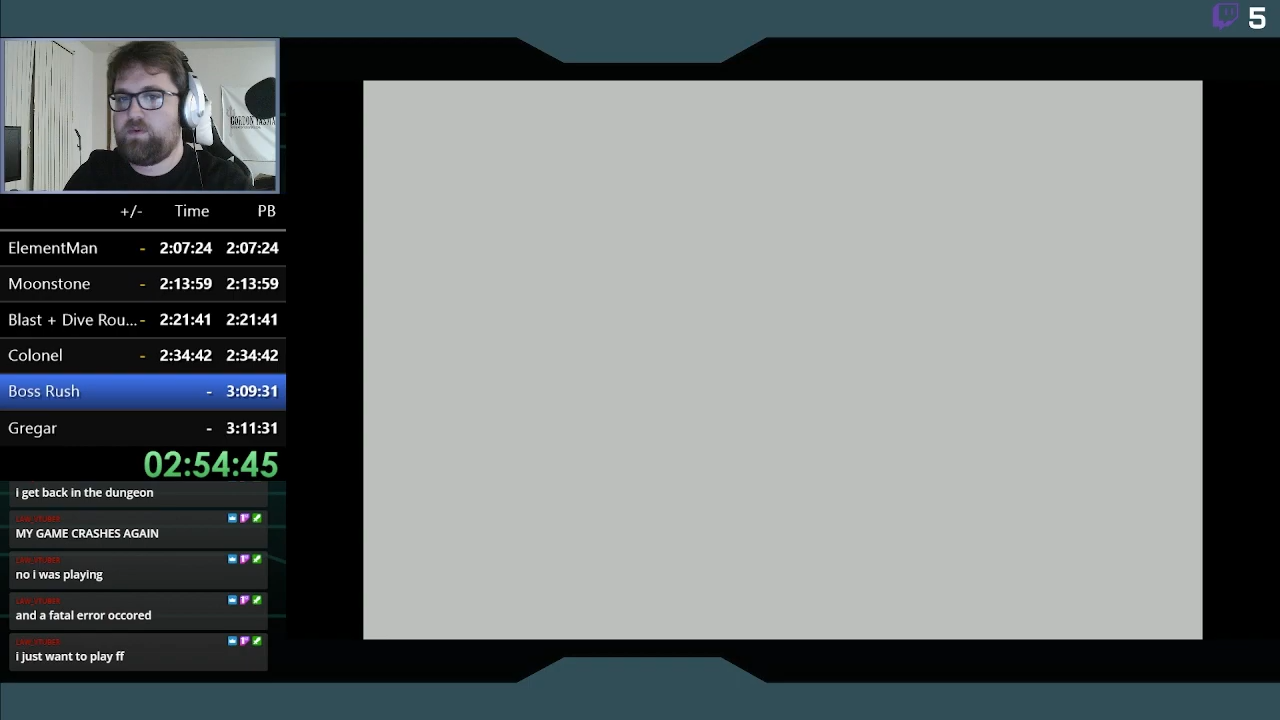 5
GORDON
+/- Time PB
ElementMan - 2:07:24 2:07:24
Moonstone - 2:13:59 2:13:59
Blast + Dive Rou... - 2:21:41 2:21:41
Colonel - 2:34:42 2:34:42
Boss Rush - 3:09:31
Gregar - 3:11:31
02:54:45
i get back in the dungeon
MY GAME CRASHES AGAIN
no i was playing
and a fatal error occored
i just want to play ff